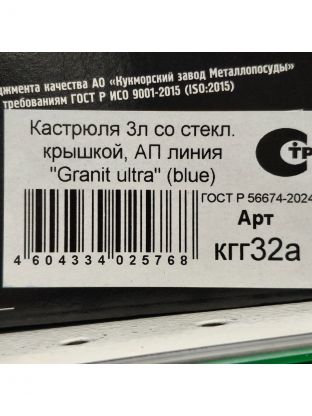 джмента качества АО «Кукморский завод Металлопосуды»
требованиям ГОСТ Р ИСО 9001-2015 (ISO:2015)
Кастрюля 3л со стекл.
крышкой, АП линия
"Granit ultra" (blue)
ТР
ГОСТ Р 56674-2024
Арт
кгг32а
4 604334 025768